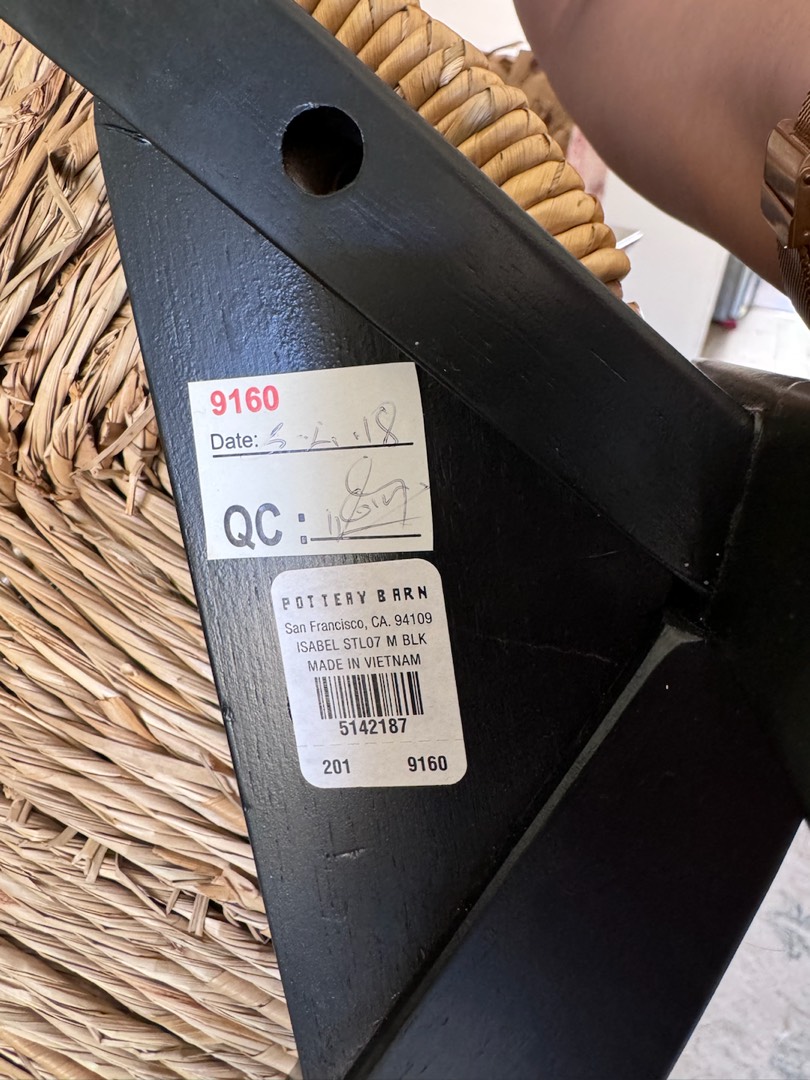 9160
Date:
QC :
POTTERY BARN
San Francisco, CA. 94109
ISABEL STL07 M BLK
MADE IN VIETNAM
5142187
201 9160